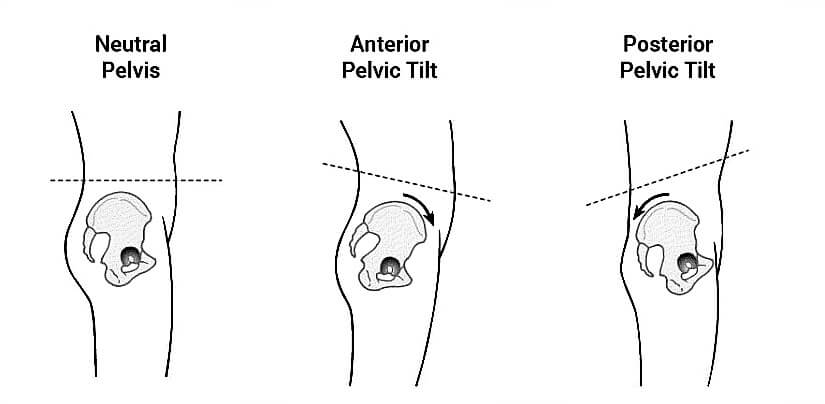 Neutral
Pelvis
Anterior
Pelvic Tilt
Posterior
Pelvic Tilt